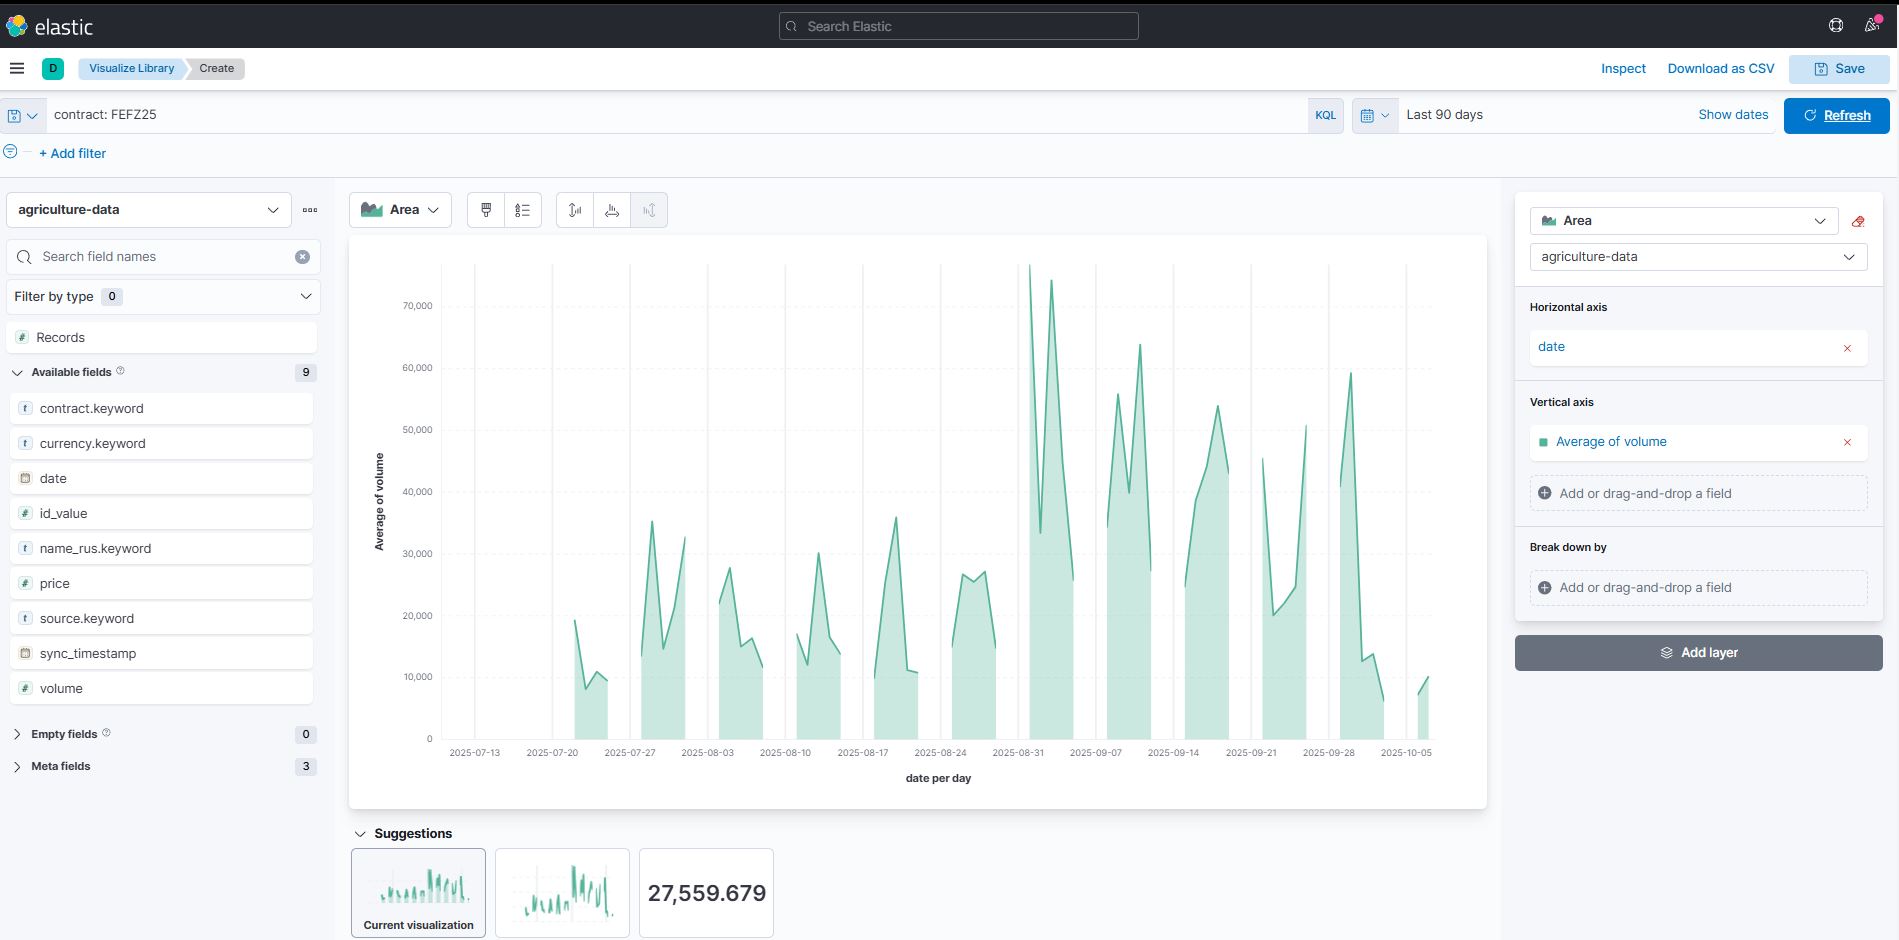 elastic
Search Elastic
D
Visualize Library
Create
Inspect
Download as CSV
Save
contract: FEFZ25
KQL
Last 90 days
Show dates
Refresh
+ Add filter
agriculture-data
Search field names
Filter by type 0
Records
Available fields 9
contract.keyword
currency.keyword
date
id_value
name_rus.keyword
price
source.keyword
sync_timestamp
volume
Empty fields 0
Meta fields 3
Area
Average of volume
70,000
60,000
50,000
40,000
30,000
20,000
10,000
0
2025-07-13
2025-07-20
2025-07-27
2025-08-03
2025-08-10
2025-08-17
2025-08-24
2025-08-31
2025-09-07
2025-09-14
2025-09-21
2025-09-28
2025-10-05
date per day
Suggestions
Current visualization
27,559.679
Area
agriculture-data
Horizontal axis
date
Vertical axis
Average of volume
Add or drag-and-drop a field
Break down by
Add or drag-and-drop a field
Add layer